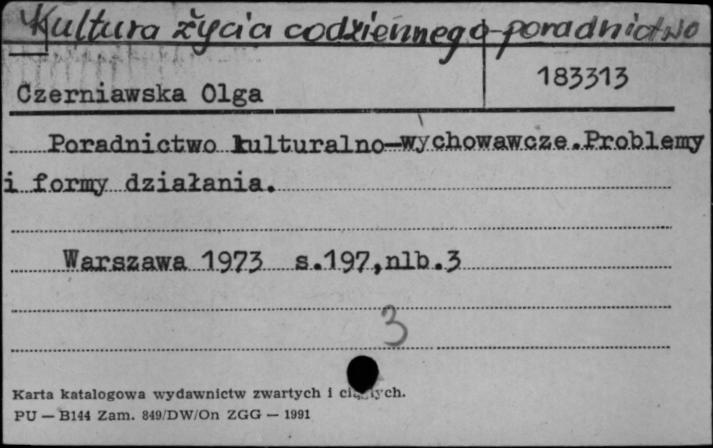 Kultura życia codziennego - poradnictwo
183313
Czerniawska Olga
Poradnictwo kulturalno-wychowawcze.Problemy
i formy działania.
Warszawa 1973 s.197,nlb.3
3
Karta katalogowa wydawnictw zwartych i ciągłych.
PU — B144 Zam. 849/DW/On ZGG — 1991